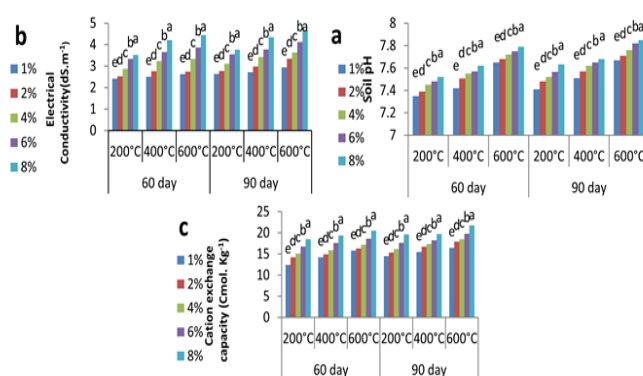 b
Electrical
Conductivity(dS.m⁻¹)
5
4
3
2
1
0
1%
2%
4%
6%
8%
edcba edcba edcba edcba edcba edcba
200°C 400°C 600°C 200°C 400°C 600°C
60 day 90 day
a
Soil pH
7.8
7.6
7.4
7.2
7
1%
2%
4%
6%
8%
edcba edcba edcba edcba edcba edcba
200°C 400°C 600°C 200°C 400°C 600°C
60 day 90 day
c
Cation exchange
capacity (Cmol. Kg⁻¹)
25
20
15
10
5
0
1%
2%
4%
6%
8%
edcba edcba edcba edcba edcba edcba
200°C 400°C 600°C 200°C 400°C 600°C
60 day 90 day